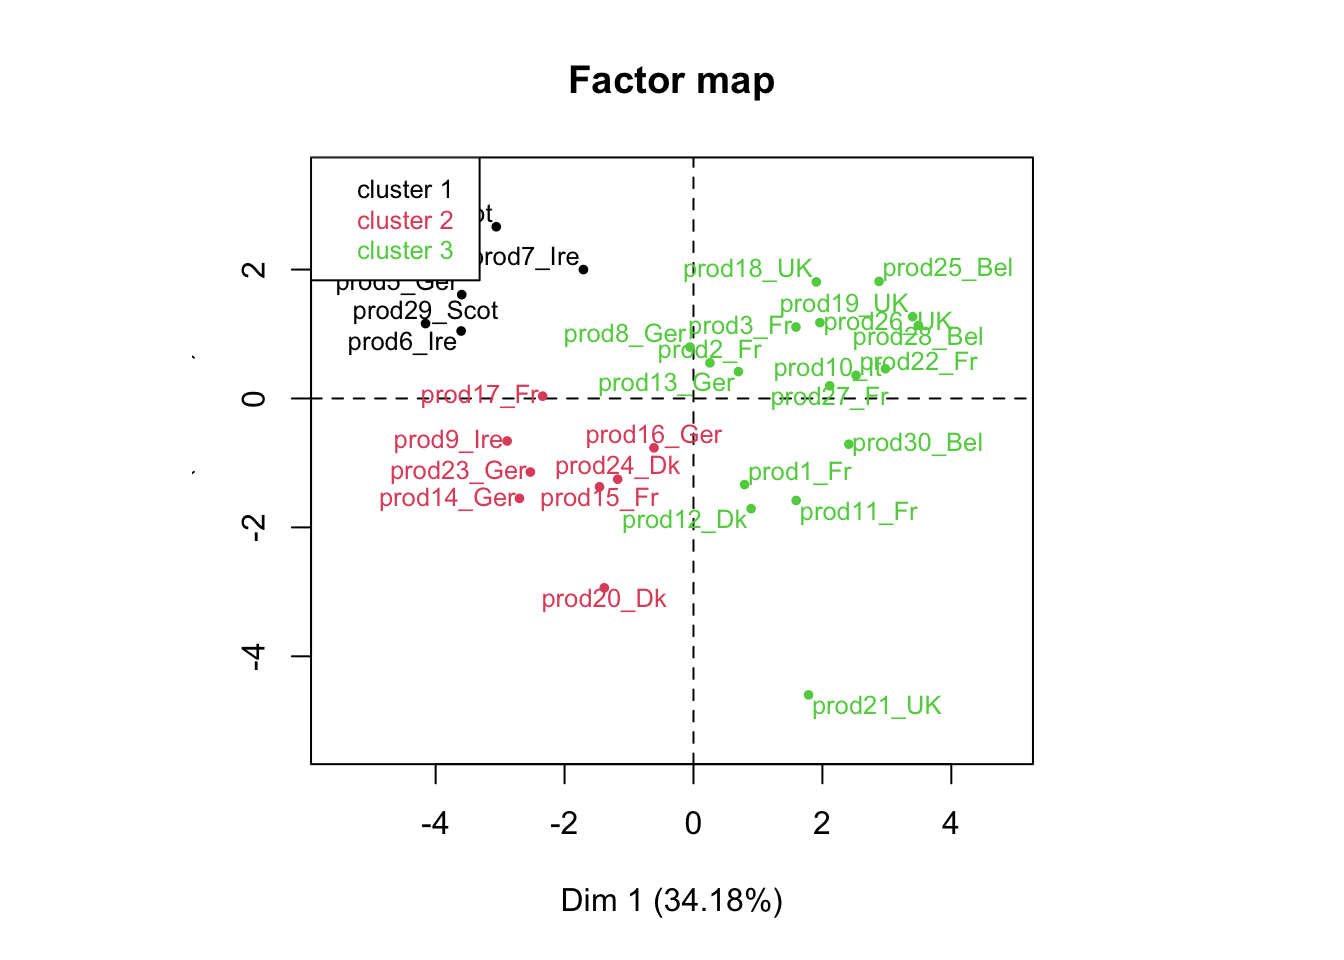 Factor map
cluster 1
cluster 2
cluster 3
prod7_Ire
prod18_UK
prod25_Bel
prod5_Ger
prod29_Scot
prod19_UK
prod26_UK
prod6_Ire
prod8_Ger
prod3_Fr
prod28_Bel
prod2_Fr
prod22_Fr
prod13_Ger
prod27_Fr
prod17_Fr
prod9_Ire
prod16_Ger
prod30_Bel
prod23_Ger
prod24_Dk
prod1_Fr
prod14_Ger
prod15_Fr
prod12_Dk
prod11_Fr
prod20_Dk
prod21_UK
2
0
-2
-4
-4
-2
0
2
4
Dim 1 (34.18%)